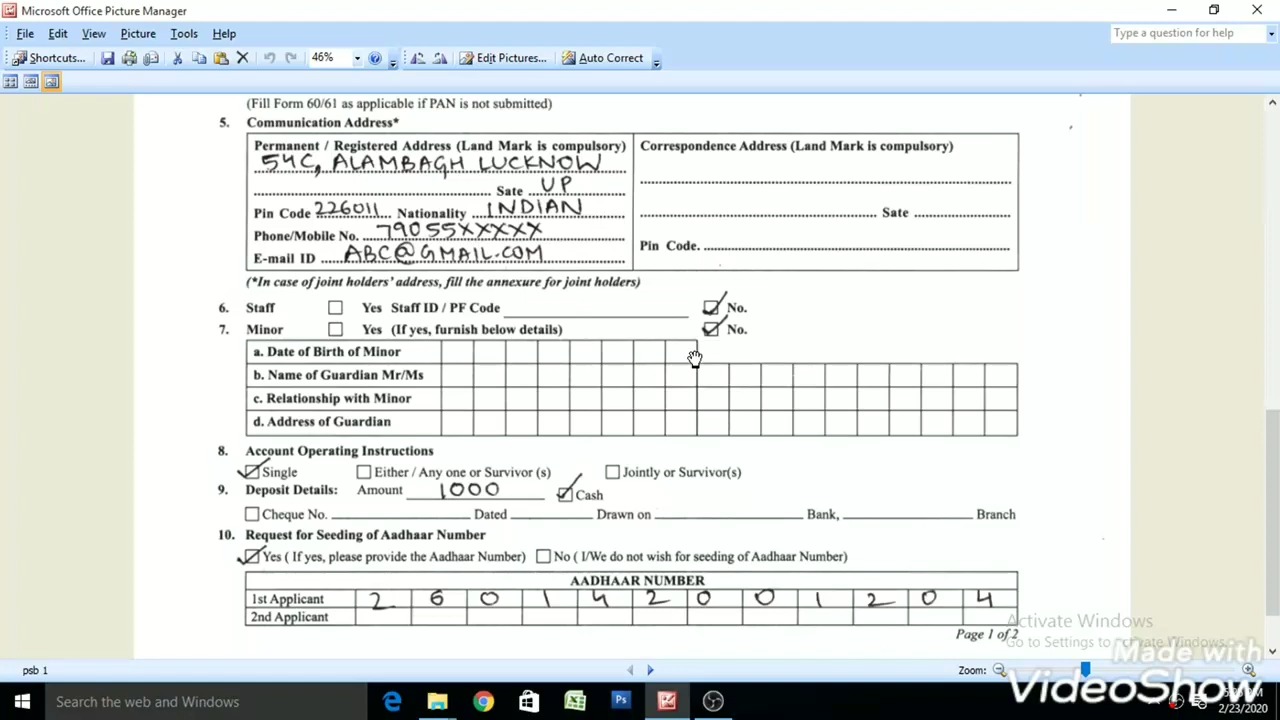 Microsoft Office Picture Manager
File Edit View Picture Tools Help
Type a question for help
Shortcuts... 46% Edit Pictures... Auto Correct
(Fill Form 60/61 as applicable if PAN is not submitted)
5. Communication Address*
Permanent / Registered Address (Land Mark is compulsory) Correspondence Address (Land Mark is compulsory)
54C, ALAMBAGH LUCKNOW
Sate UP
Pin Code 226011 Nationality INDIAN Sate
Phone/Mobile No. 79055XXXXX
Pin Code.
E-mail ID ABC@GMAIL.COM
(*In case of joint holders' address, fill the annexure for joint holders)
6. Staff Yes Staff ID / PF Code No.
7. Minor Yes (If yes, furnish below details) No.
a. Date of Birth of Minor
b. Name of Guardian Mr/Ms
c. Relationship with Minor
d. Address of Guardian
8. Account Operating Instructions
Single Either / Any one or Survivor (s) Jointly or Survivor(s)
9. Deposit Details: Amount 1000 Cash
Cheque No. Dated Drawn on Bank, Branch
10. Request for Seeding of Aadhaar Number
Yes ( If yes, please provide the Aadhaar Number) No ( I/We do not wish for seeding of Aadhaar Number)
AADHAAR NUMBER
1st Applicant 2 6 0 1 4 2 0 0 1 2 0 4
2nd Applicant
Page 1 of 2
Activate Windows
Go to Settings to Activate Windows.
Made with
VideoShow
psb 1 Zoom:
Search the web and Windows
2/23/2020